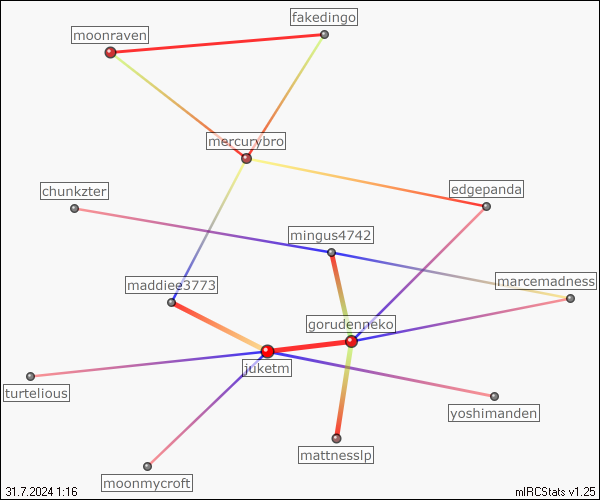 fakedingo
moonraven
mercurybro
chunkzter
edgepanda
mingus4742
marcemadness
maddiee3773
gorudenneko
juketm
turtelious
yoshimanden
mattnesslp
moonmycroft
31.7.2024 1:16
mIRCStats v1.25